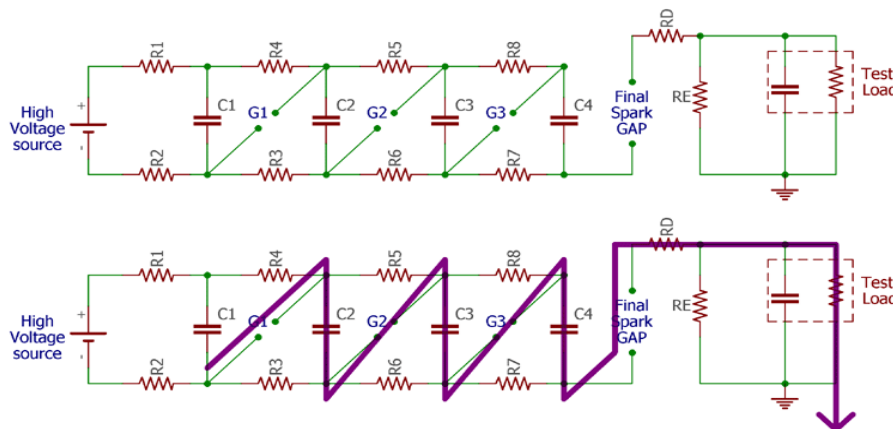 R1
R4
R5
R8
RD
+
High
Voltage
source
-
C1
G1
C2
G2
C3
G3
C4
Final
Spark
GAP
RE
Test
Load
R2
R3
R6
R7
R1
R4
R5
R8
RD
+
High
Voltage
source
-
C1
G1
C2
G2
C3
G3
C4
Final
Spark
GAP
RE
Test
Load
R2
R3
R6
R7